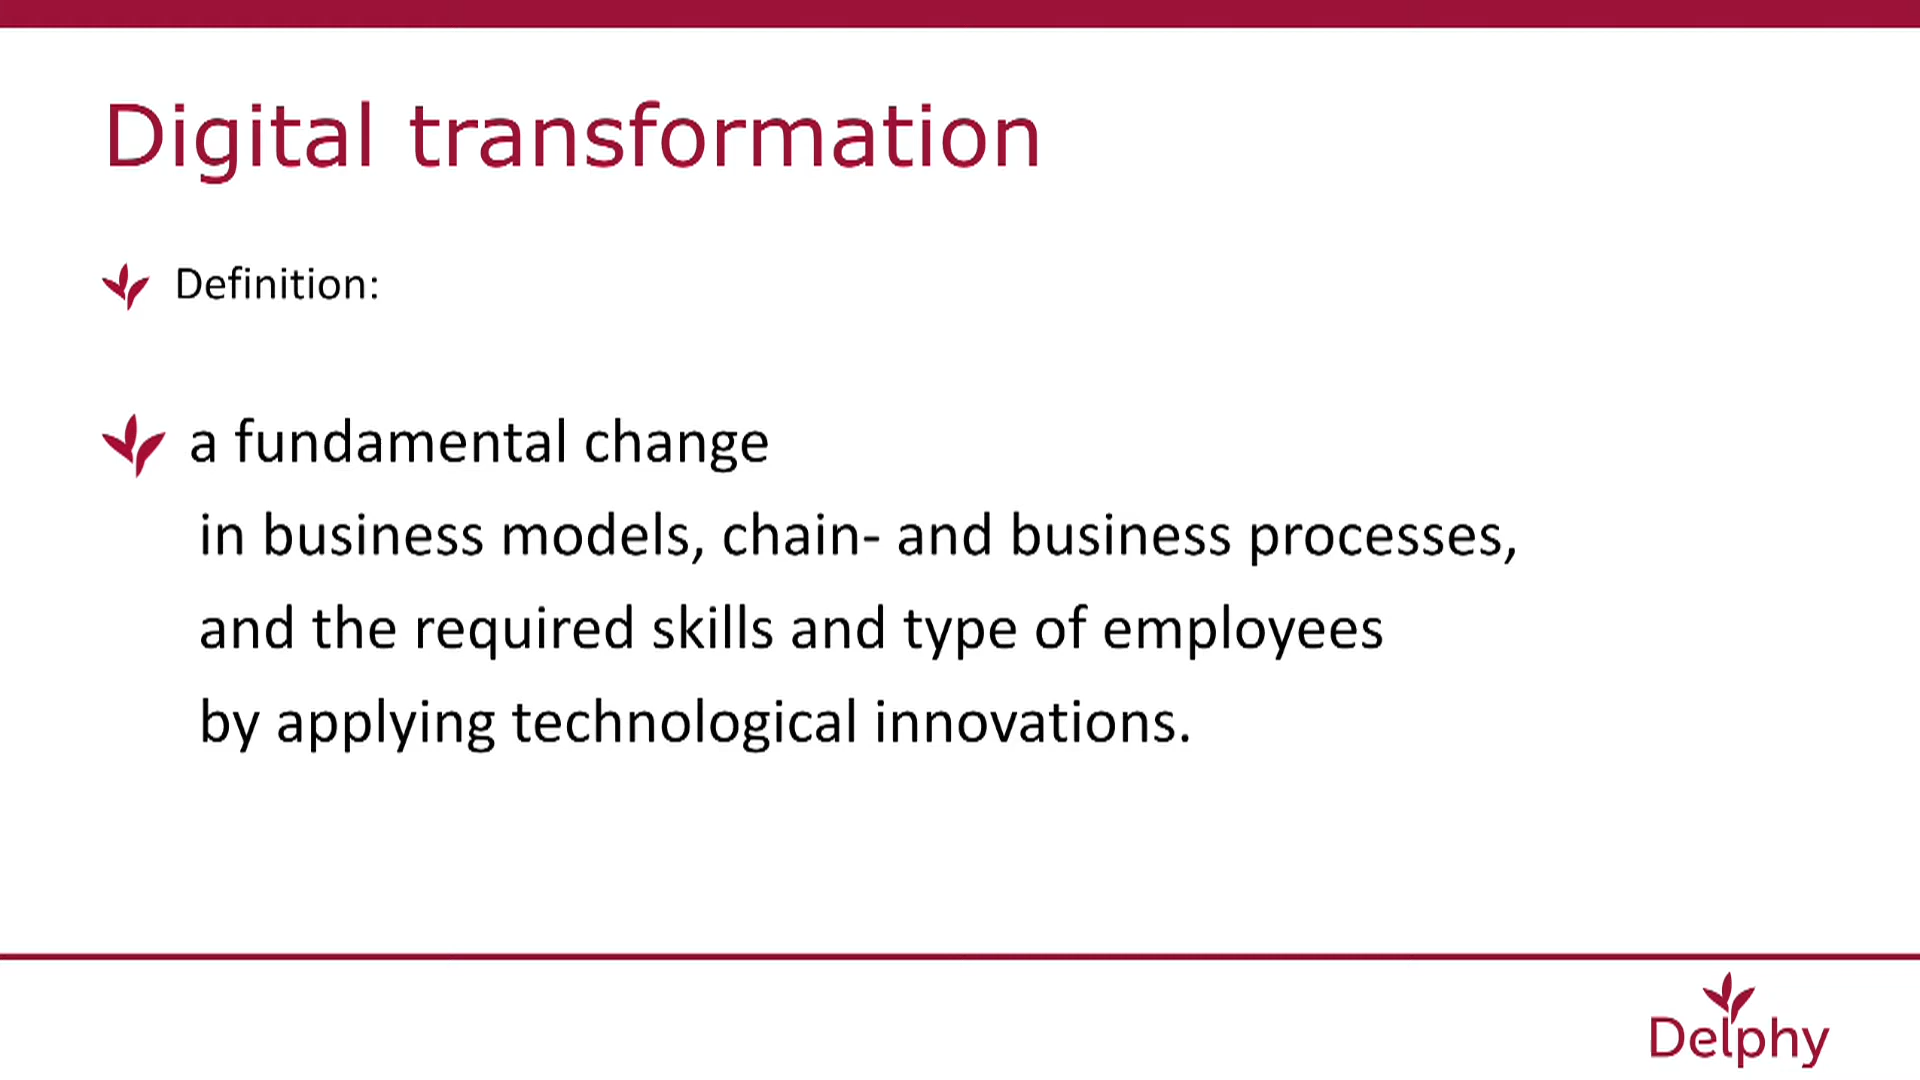 Digital transformation
Definition:
a fundamental change
in business models, chain- and business processes,
and the required skills and type of employees
by applying technological innovations.
Delphy